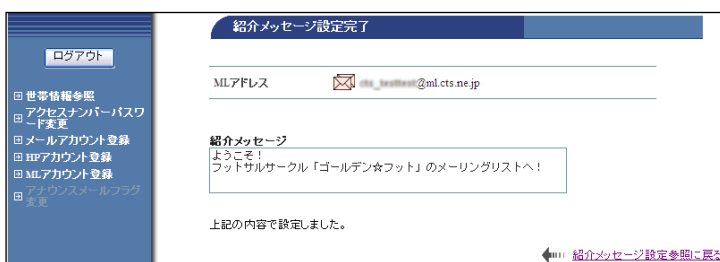 紹介メッセージ設定完了
ログアウト
MLアドレス
@ml.cts.ne.jp
世帯情報参照
アクセスナンバーパスワ
ード変更
メールアカウント登録
HPアカウント登録
MLアカウント登録
アナウンスメールフラグ
変更
紹介メッセージ
ようこそ！
フットサルサークル「ゴールデン☆フット」のメーリングリストへ！
上記の内容で設定しました。
紹介メッセージ設定参照に戻る